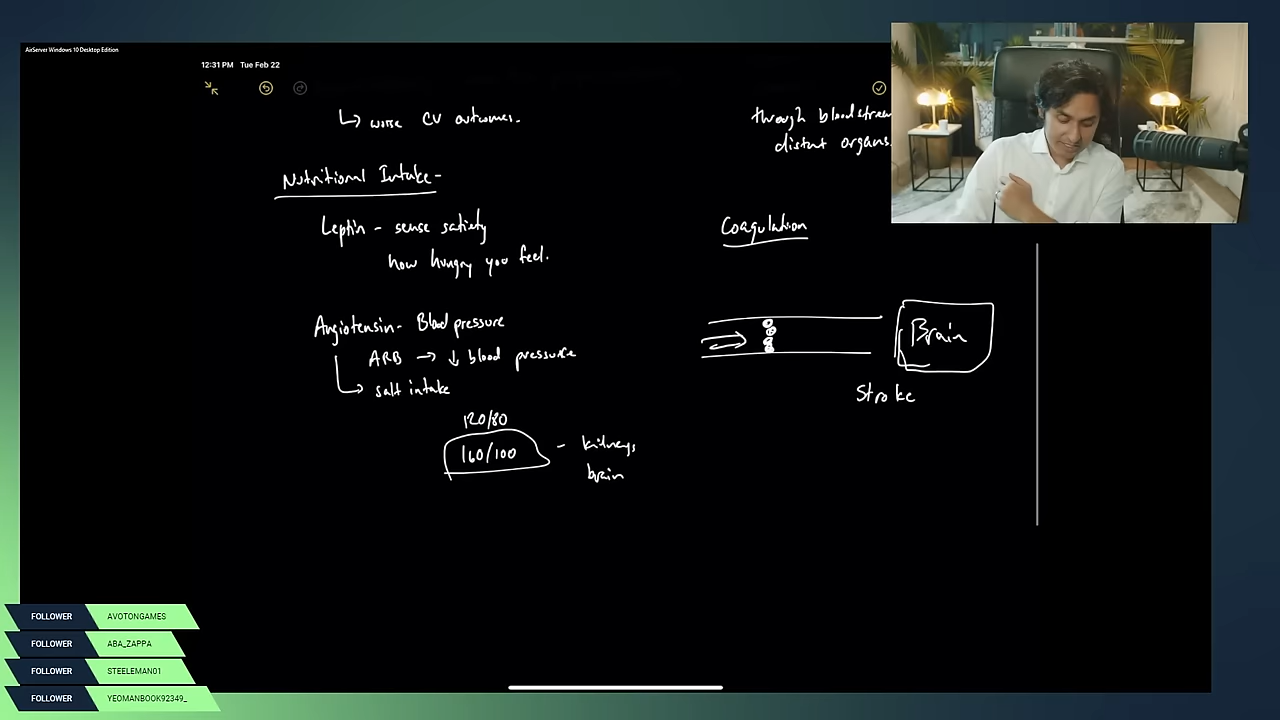 AirServer Windows 10 Desktop Edition
12:31 PM Tue Feb 22
↳ worse CV outcomes.
Nutritional Intake-
Leptin - sense satiety
how hungry you feel.
Angiotensin- Blood pressure
ARB → ↓ blood pressure
↳ salt intake
120/80
160/100 - kidneys
brain
through bloodstream
distant organs.
Coagulation
Brain
Stroke
FOLLOWER AVOTONGAMES
FOLLOWER ABA_ZAPPA
FOLLOWER STEELEMAN01
FOLLOWER YEOMANBOOK92349_